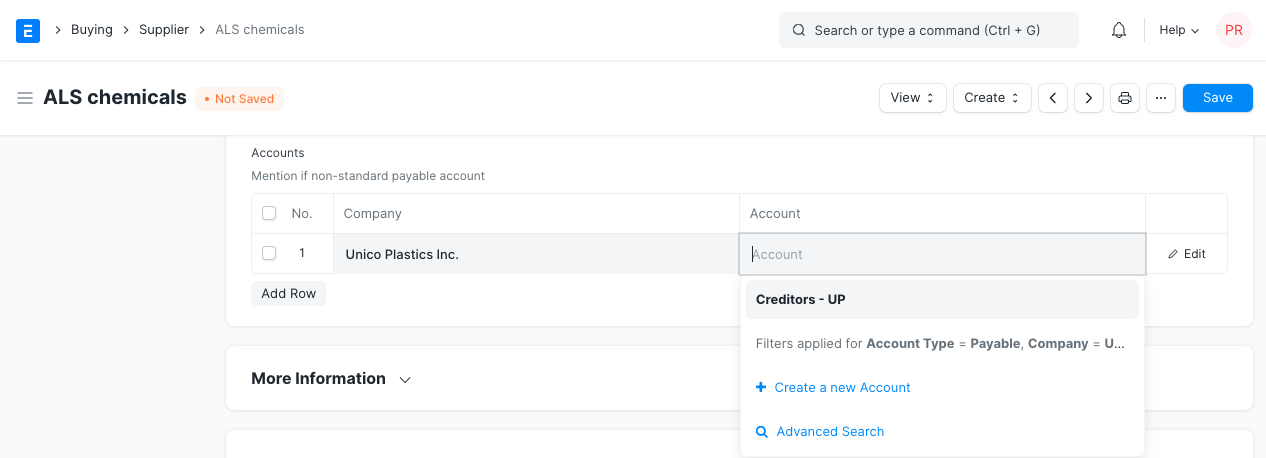 E
Buying
Supplier
ALS chemicals
Search or type a command (Ctrl + G)
Help
PR
ALS chemicals
• Not Saved
View
Create
...
Save
Accounts
Mention if non-standard payable account
No.
Company
Account
1
Unico Plastics Inc.
Account
Edit
Add Row
Creditors - UP
Filters applied for Account Type = Payable, Company = U...
Create a new Account
Advanced Search
More Information